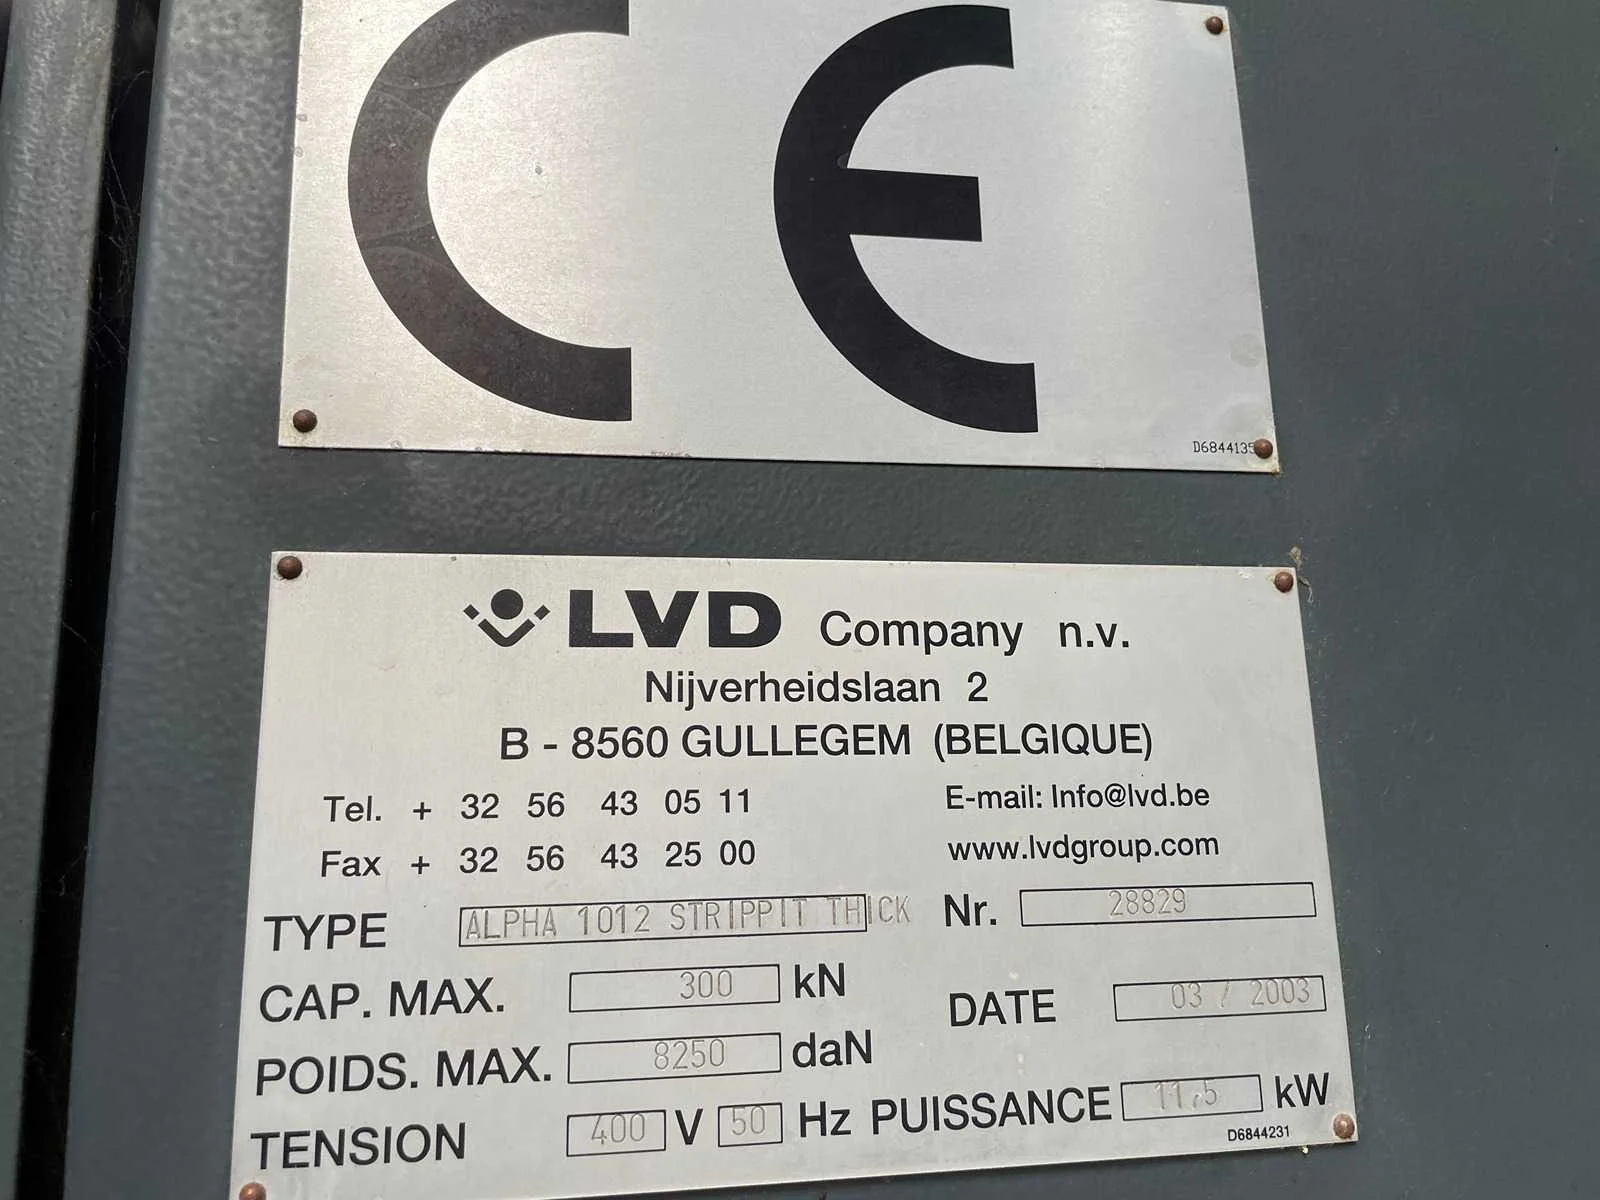 CE
D6844135
LVD Company n.v.
Nijverheidslaan 2
B - 8560 GULLEGEM (BELGIQUE)
Tel. + 32 56 43 05 11 E-mail: Info@lvd.be
Fax + 32 56 43 25 00 www.lvdgroup.com
TYPE ALPHA 1012 STRIPPIT THICK Nr. 28829
CAP. MAX. 300 kN DATE 03 / 2003
POIDS. MAX. 8250 daN
TENSION 400 V 50 Hz PUISSANCE 11,5 kW
D6844231